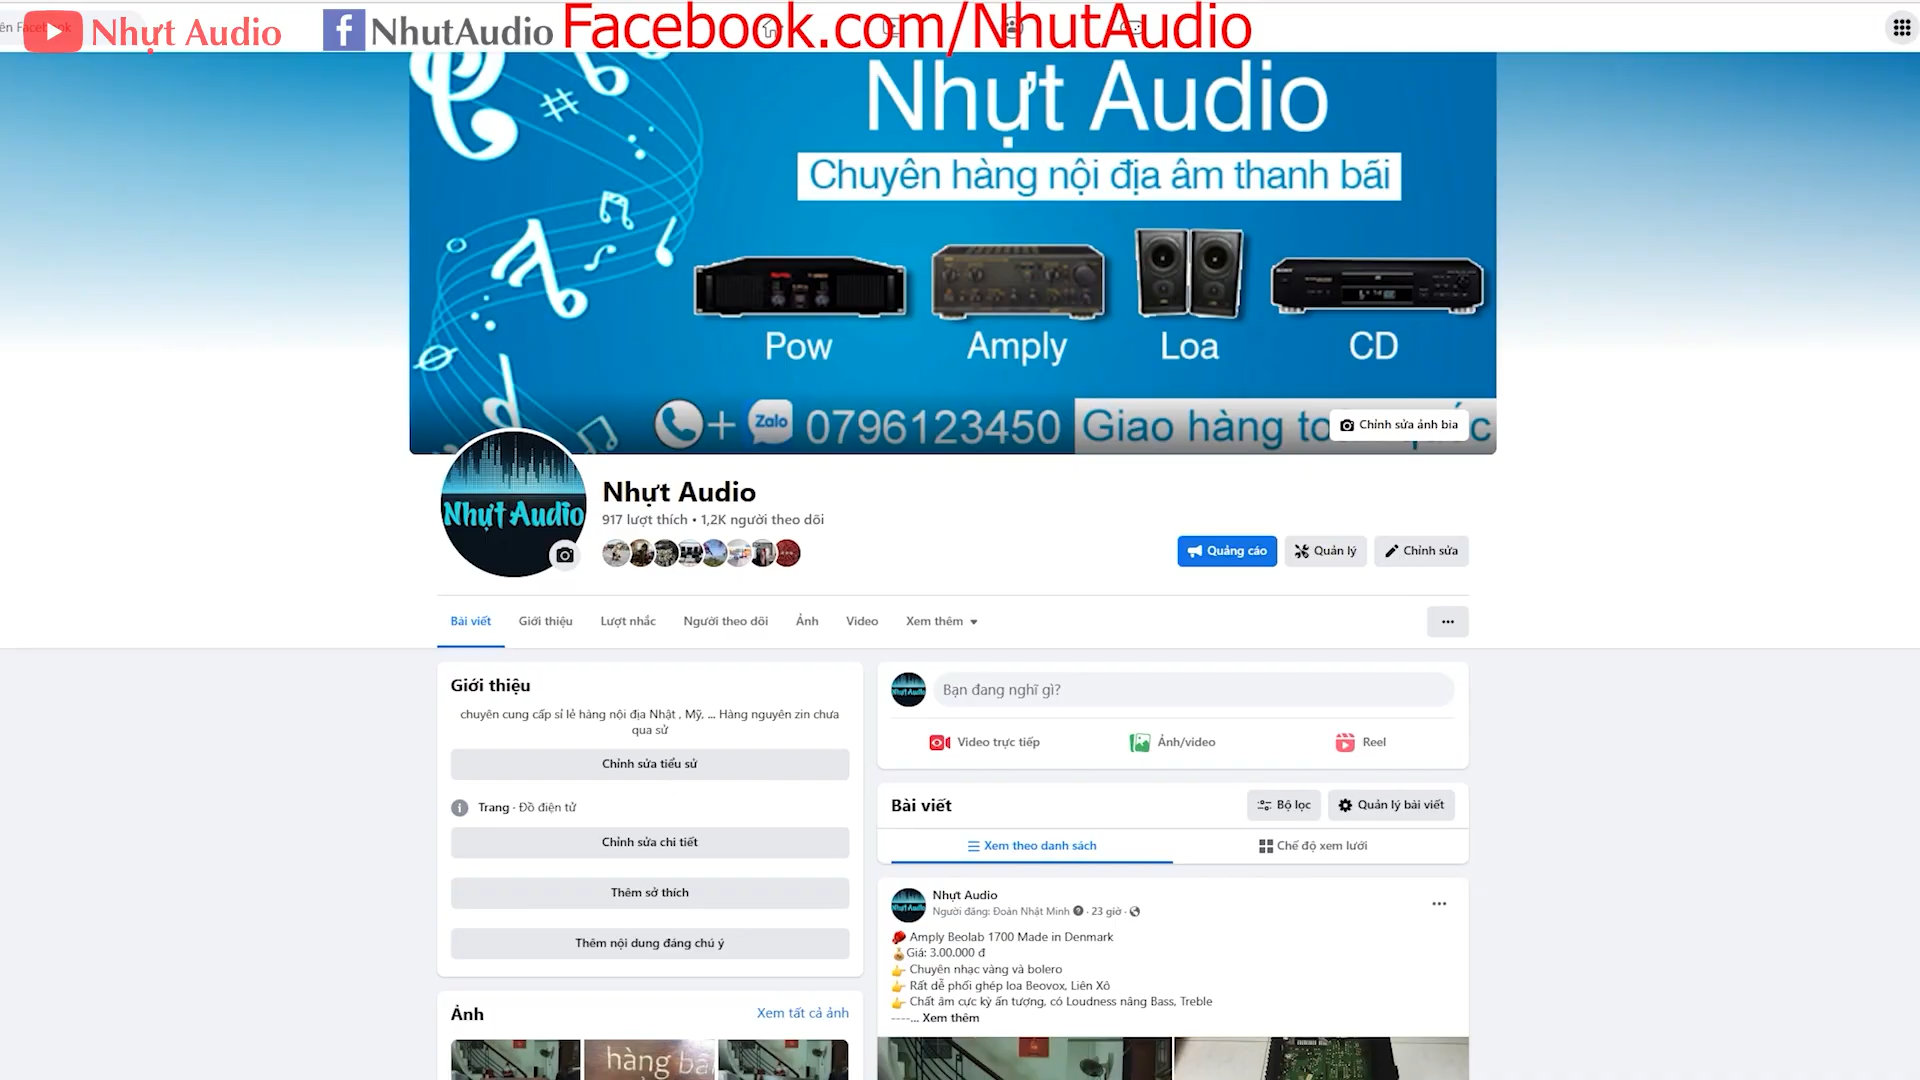 Nhựt Audio
NhutAudio
Facebook.com/NhutAudio
Nhựt Audio
Chuyên hàng nội địa âm thanh bãi
Pow
Amply
Loa
CD
+ Zalo 0796123450
Giao hàng to
Chỉnh sửa ảnh bìa
Nhựt Audio
Nhựt Audio
917 lượt thích • 1,2K người theo dõi
Quảng cáo
Quản lý
Chỉnh sửa
Bài viết
Giới thiệu
Lượt nhắc
Người theo dõi
Ảnh
Video
Xem thêm
Giới thiệu
chuyên cung cấp sỉ lẻ hàng nội địa Nhật , Mỹ, ... Hàng nguyên zin chưa
qua sử
Chỉnh sửa tiểu sử
Trang · Đồ điện tử
Chỉnh sửa chi tiết
Thêm sở thích
Thêm nội dung đáng chú ý
Ảnh
Xem tất cả ảnh
hàng bã
Bạn đang nghĩ gì?
Video trực tiếp
Ảnh/video
Reel
Bài viết
Bộ lọc
Quản lý bài viết
Xem theo danh sách
Chế độ xem lưới
Nhựt Audio
Người đăng: Đoàn Nhật Minh · 23 giờ ·
Amply Beolab 1700 Made in Denmark
Giá: 3.00.000 đ
Chuyên nhạc vàng và bolero
Rất dễ phối ghép loa Beovox, Liên Xô
Chất âm cực kỳ ấn tượng, có Loudness nâng Bass, Treble
----... Xem thêm